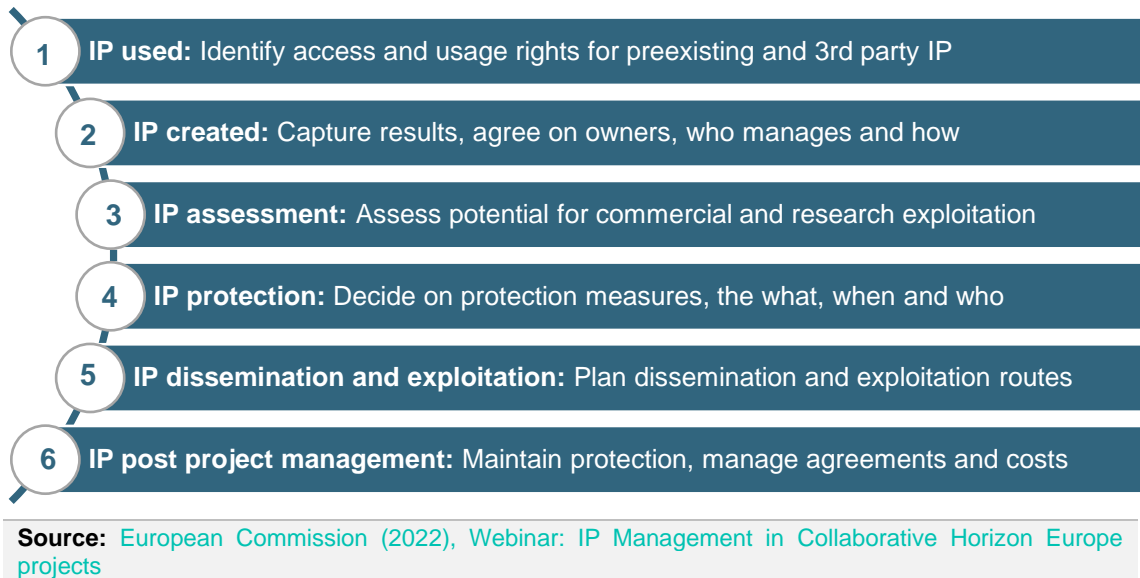 1 IP used: Identify access and usage rights for preexisting and 3rd party IP
2 IP created: Capture results, agree on owners, who manages and how
3 IP assessment: Assess potential for commercial and research exploitation
4 IP protection: Decide on protection measures, the what, when and who
5 IP dissemination and exploitation: Plan dissemination and exploitation routes
6 IP post project management: Maintain protection, manage agreements and costs
Source: European Commission (2022), Webinar: IP Management in Collaborative Horizon Europe
projects